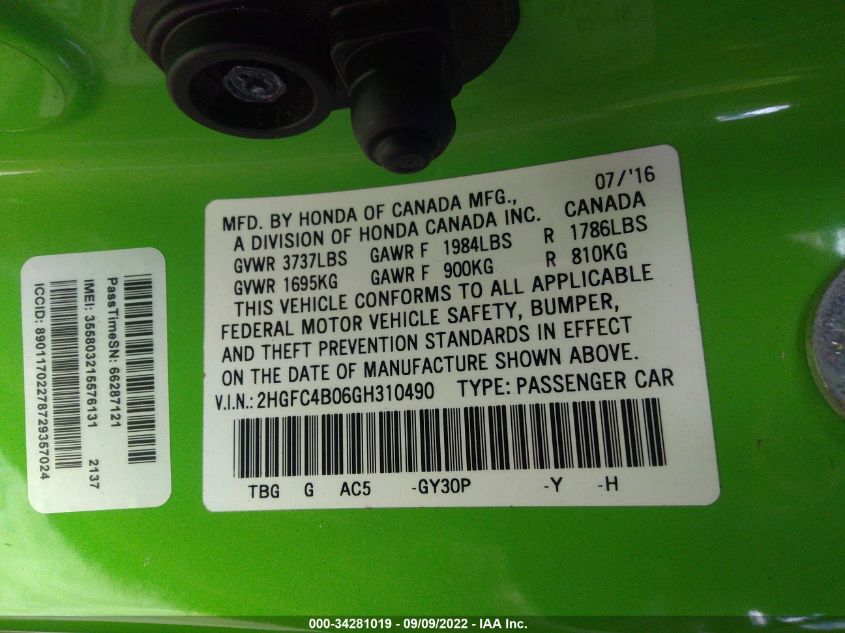 07/'16
MFD. BY HONDA OF CANADA MFG., CANADA
A DIVISION OF HONDA CANADA INC.
GVWR 3737LBS GAWR F 1984LBS R 1786LBS
GVWR 1695KG GAWR F 900KG R 810KG
THIS VEHICLE CONFORMS TO ALL APPLICABLE
FEDERAL MOTOR VEHICLE SAFETY, BUMPER,
AND THEFT PREVENTION STANDARDS IN EFFECT
ON THE DATE OF MANUFACTURE SHOWN ABOVE.
V.I.N.: 2HGFC4B06GH310490 TYPE: PASSENGER CAR
TBG G AC5 -GY30P -Y -H
PassTimeSN: 66287121
IMEI: 355803215576131 2137
ICCID: 89011702278729357024
000-34281019 - 09/09/2022 - IAA Inc.